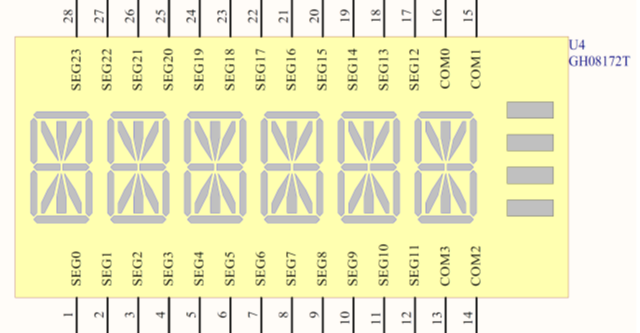 28 27 26 25 24 23 22 21 20 19 18 17 16 15
SEG23 SEG22 SEG21 SEG20 SEG19 SEG18 SEG17 SEG16 SEG15 SEG14 SEG13 SEG12 COM0 COM1
U4
GH08172T
SEG0 SEG1 SEG2 SEG3 SEG4 SEG5 SEG6 SEG7 SEG8 SEG9 SEG10 SEG11 COM3 COM2
1 2 3 4 5 6 7 8 9 10 11 12 13 14